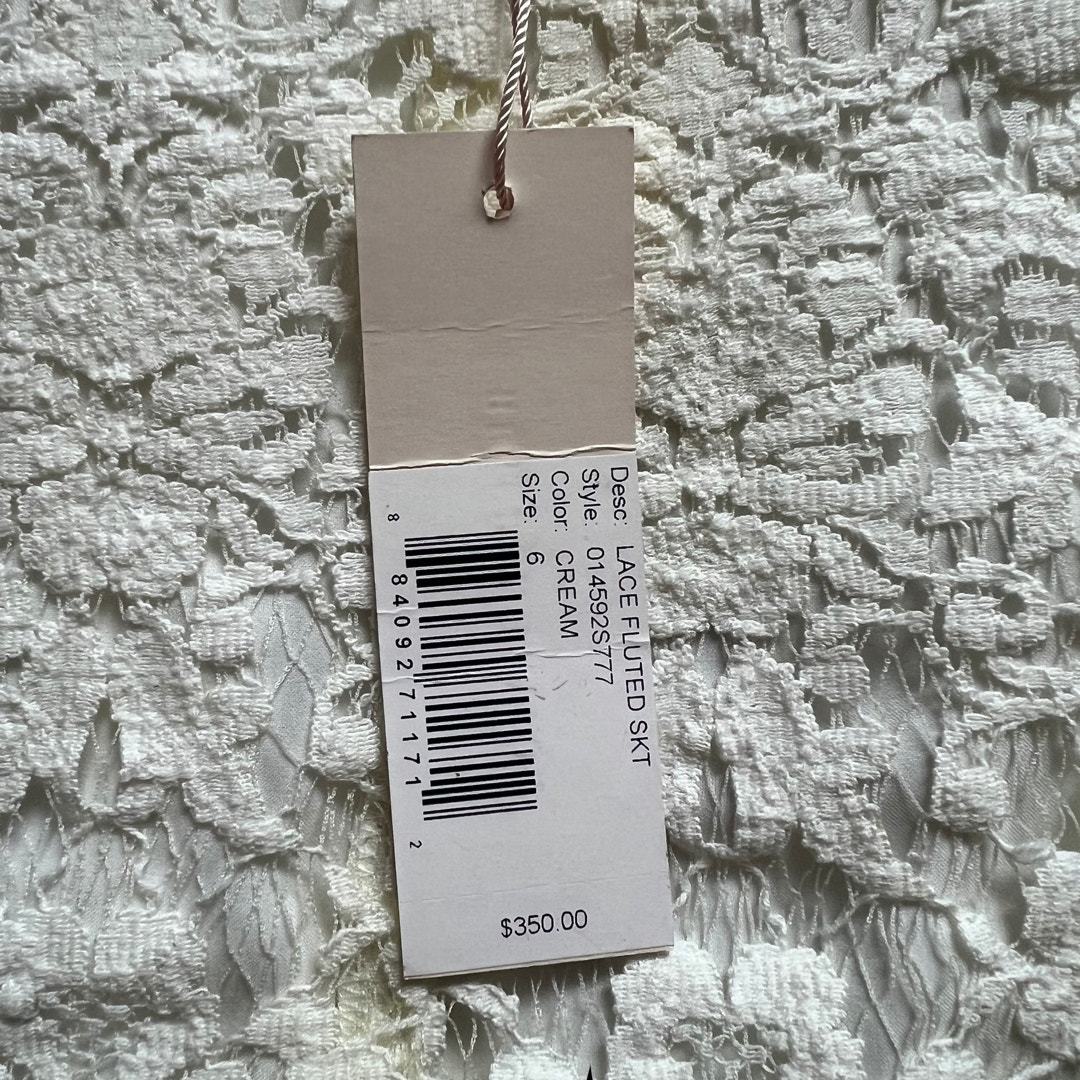 Desc: LACE FLUTED SKT
Style: 014592S777
Color: CREAM
Size: 6
8 84092 71171 2
$350.00